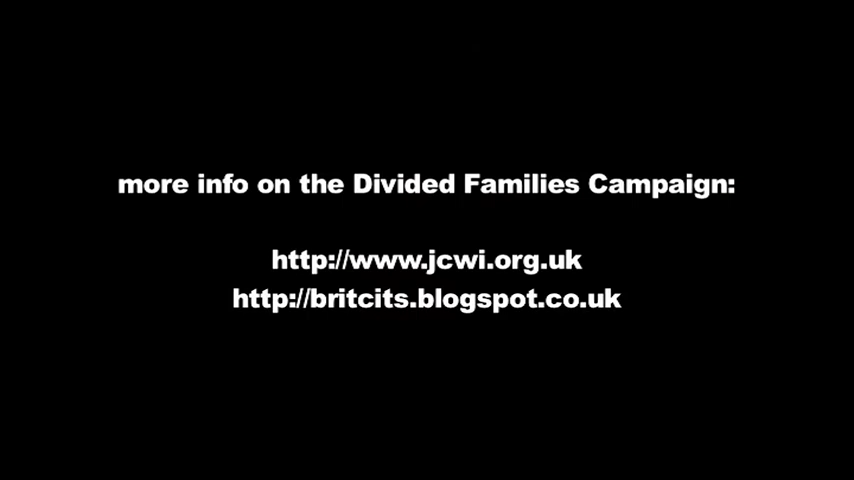 more info on the Divided Families Campaign:
http://www.jcwi.org.uk
http://britcits.blogspot.co.uk